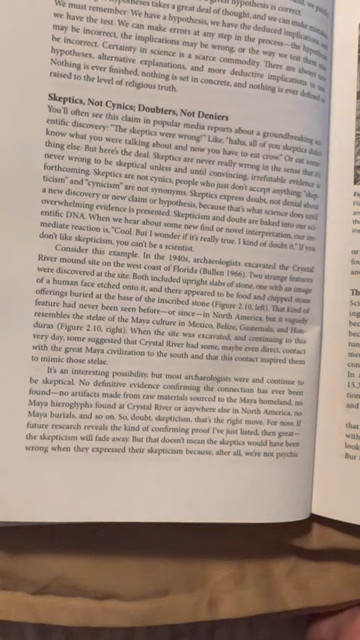 hypothesis is correct.
hypotheses takes a great deal of thought, and we can make
We must remember: We have a hypothesis, we have the deduced implications,
we have the test. We can make errors at any step in the process—the hypothesis
may be incorrect, the implications may be wrong, or the way we test them may
be incorrect. Certainty in science is a scarce commodity. There are always new
hypotheses, alternative explanations, and more deductive implications to test.
Nothing is ever finished, nothing is set in concrete, and nothing is ever defined or
raised to the level of religious truth.
Skeptics, Not Cynics; Doubters, Not Deniers
You'll often see this claim in popular media reports about a groundbreaking sci-
entific discovery: "The skeptics were wrong!" Like, "haha, all of you skeptics didn't
know what you were talking about and now you have to eat crow." Or eat some-
thing else. But here's the deal. Skeptics are never really wrong in the sense that it's
never wrong to be skeptical unless and until convincing, irrefutable evidence is
forthcoming. Skeptics are not cynics, people who just don't accept anything; "skep-
ticism" and "cynicism" are not synonyms. Skeptics express doubt, not denial about
a new discovery or new claim or hypothesis, because that's what science does until
overwhelming evidence is presented. Skepticism and doubt are baked into our sci-
entific DNA. When we hear about some new find or novel interpretation, our im-
mediate reaction is, "Cool. But I wonder if it's really true. I kind of doubt it." If you
don't like skepticism, you can't be a scientist.
Consider this example. In the 1940s, archaeologists excavated the Crystal
River mound site on the west coast of Florida (Bullen 1966). Two strange features
were discovered at the site. Both included upright slabs of stone, one with an image
of a human face etched onto it, and there appeared to be food and chipped stone
offerings buried at the base of the inscribed stone (Figure 2.10, left). That kind of
feature had never been seen before—or since—in North America, but it vaguely
resembles the stelae of the Maya culture in Mexico, Belize, Guatemala, and Hon-
duras (Figure 2.10, right). When the site was excavated, and continuing to this
very day, some suggested that Crystal River had some, maybe even direct, contact
with the great Maya civilization to the south and that this contact inspired them
to mimic those stelae.
It's an interesting possibility, but most archaeologists were and continue to
be skeptical. No definitive evidence confirming the connection has ever been
found—no artifacts made from raw materials sourced to the Maya homeland, no
Maya hieroglyphs found at Crystal River or anywhere else in North America, no
Maya burials, and so on. So, doubt, skepticism, that's the right move. For now. If
future research reveals the kind of confirming proof I've just listed, then great—
the skepticism will fade away. But that doesn't mean the skeptics would have been
wrong when they expressed their skepticism because, after all, we're not psychic